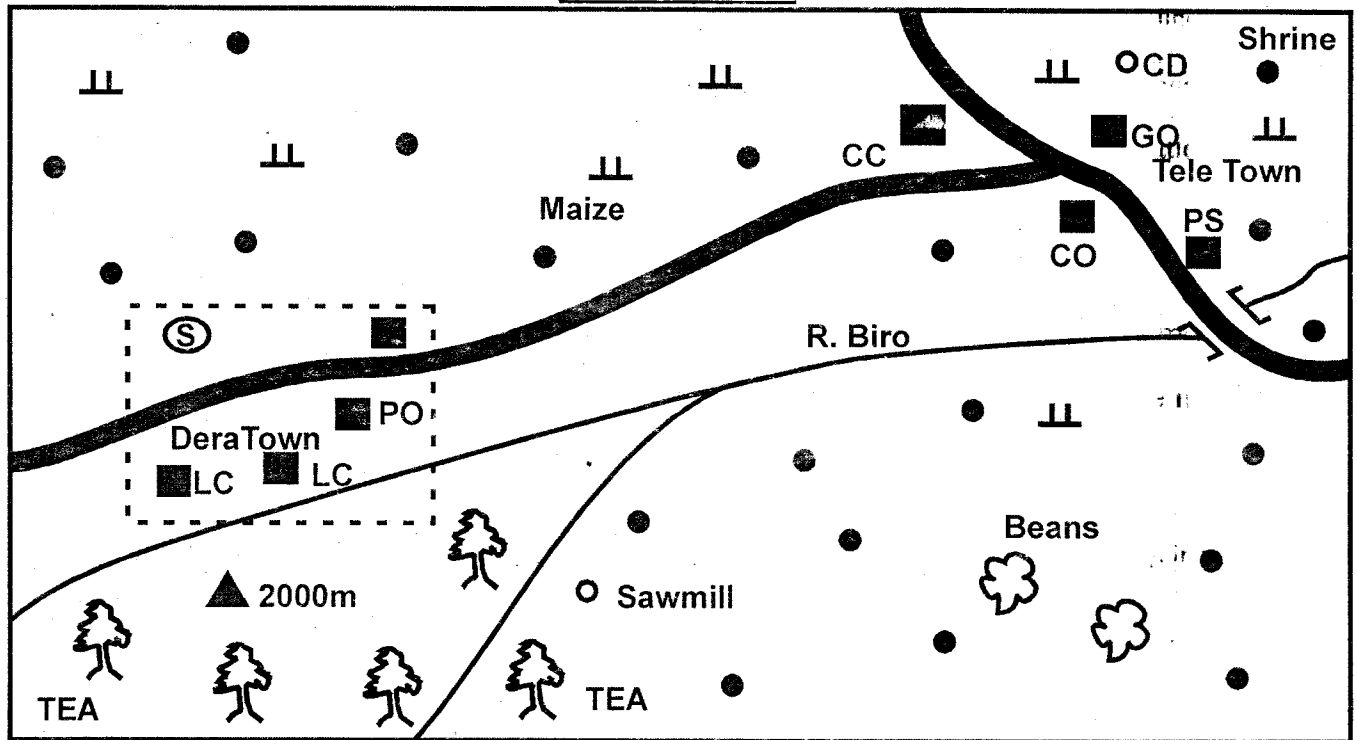 Shrine
CD
GO
Tele Town
CC
PS
Maize
CO
S
R. Biro
PO
DeraTown
LC
LC
Beans
2000m
Sawmill
TEA
TEA